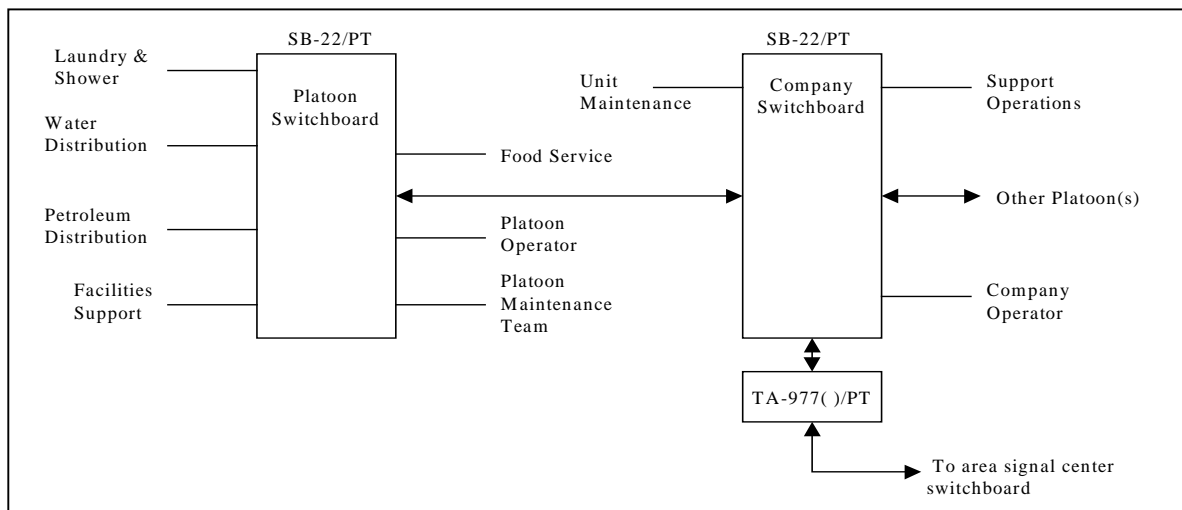 SB-22/PT
Laundry &
Shower
Water
Distribution
Petroleum
Distribution
Facilities
Support
Platoon
Switchboard
Food Service
Platoon
Operator
Platoon
Maintenance
Team
SB-22/PT
Unit
Maintenance
Company
Switchboard
Support
Operations
Other Platoon(s)
Company
Operator
TA-977( )/PT
To area signal center
switchboard